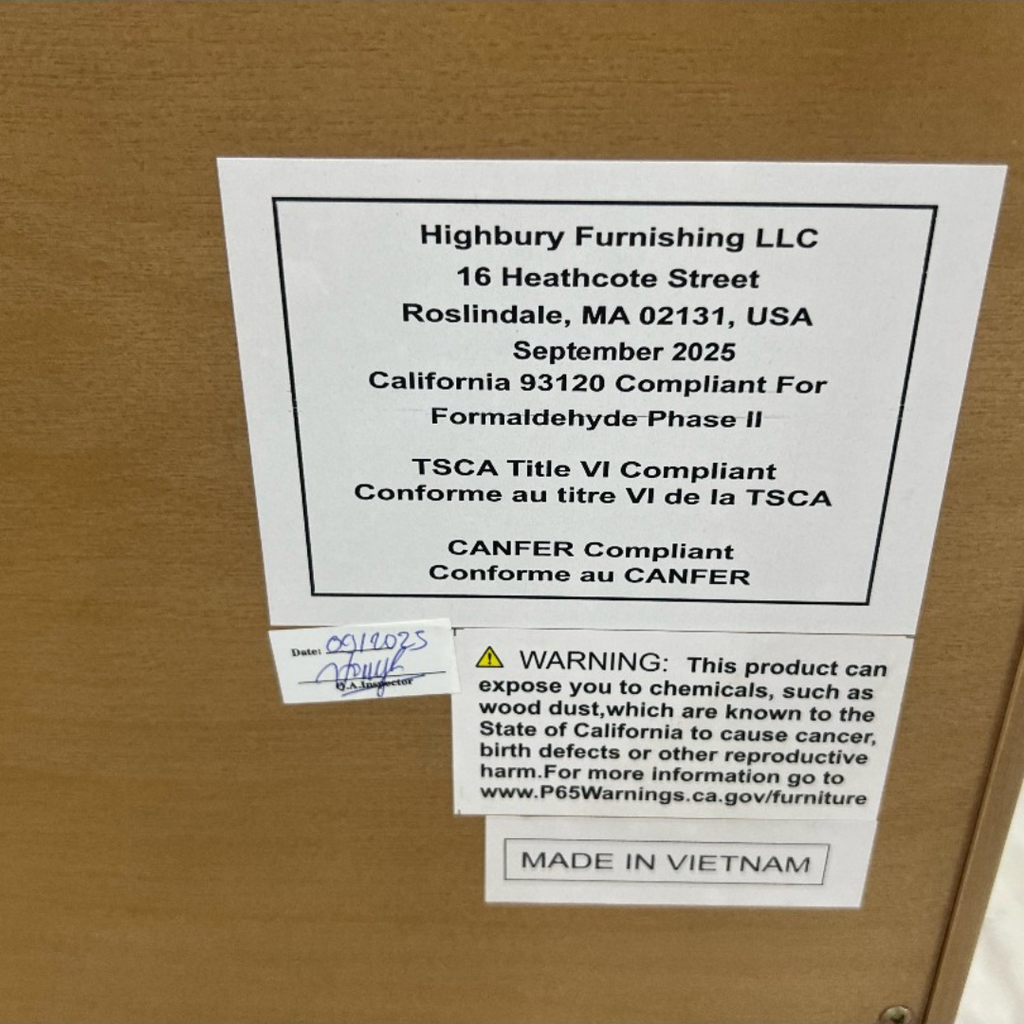 Highbury Furnishing LLC
16 Heathcote Street
Roslindale, MA 02131, USA
September 2025
California 93120 Compliant For
Formaldehyde Phase II
TSCA Title VI Compliant
Conforme au titre VI de la TSCA
CANFER Compliant
Conforme au CANFER
Date: 09/2025
Q.A.Inspector
WARNING: This product can
expose you to chemicals, such as
wood dust,which are known to the
State of California to cause cancer,
birth defects or other reproductive
harm.For more information go to
www.P65Warnings.ca.gov/furniture
MADE IN VIETNAM